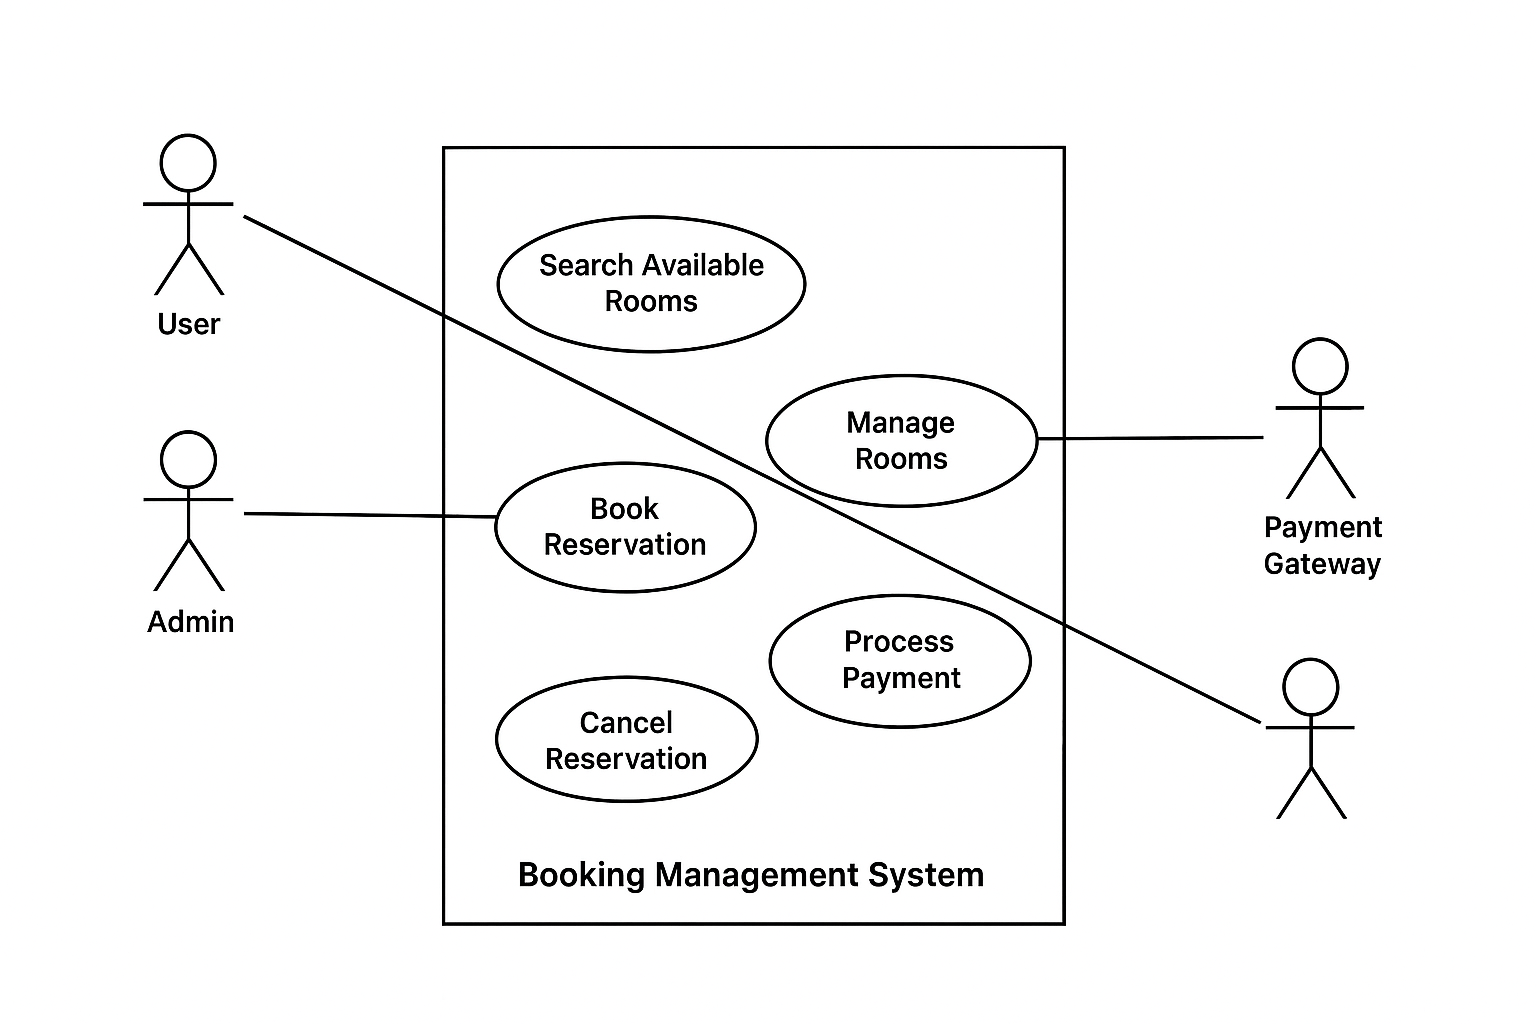 User
Admin
Search Available
Rooms
Manage
Rooms
Book
Reservation
Process
Payment
Cancel
Reservation
Booking Management System
Payment
Gateway